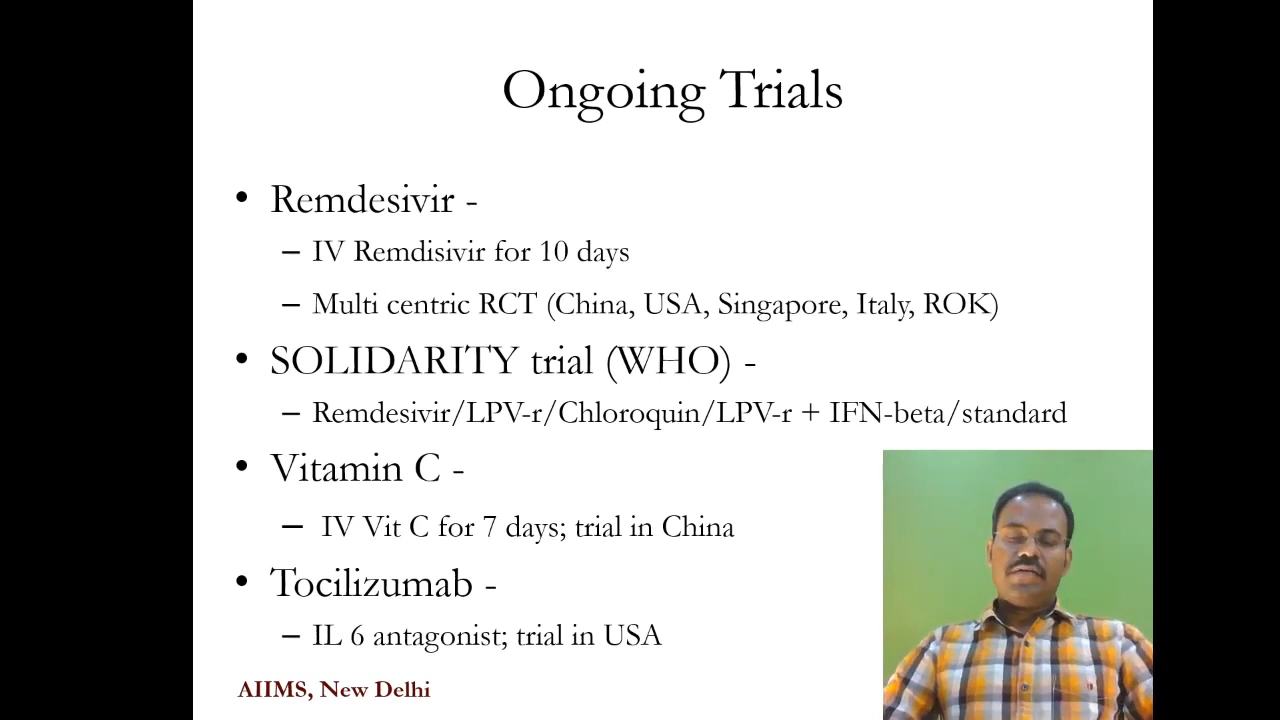 Ongoing Trials
• Remdesivir -
– IV Remdisivir for 10 days
– Multi centric RCT (China, USA, Singapore, Italy, ROK)
• SOLIDARITY trial (WHO) -
– Remdesivir/LPV-r/Chloroquin/LPV-r + IFN-beta/standard
• Vitamin C -
– IV Vit C for 7 days; trial in China
• Tocilizumab -
– IL 6 antagonist; trial in USA
AIIMS, New Delhi